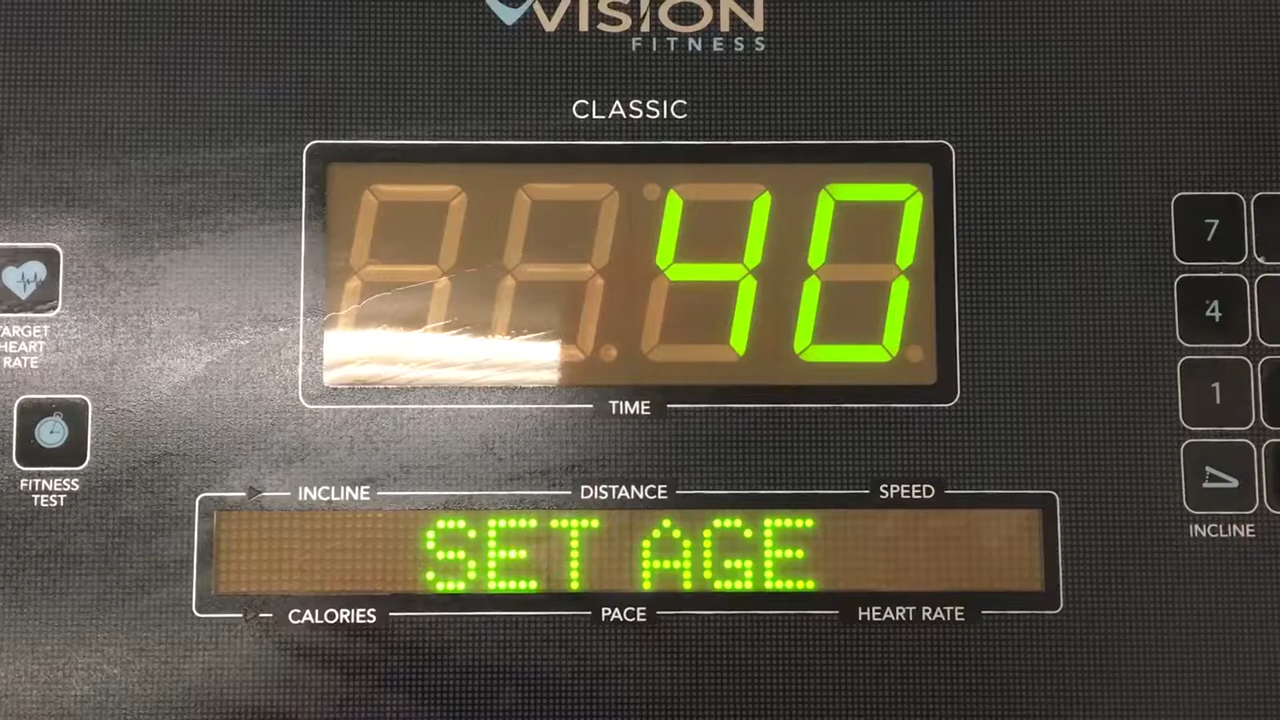 VISION
FITNESS
CLASSIC
40
TIME
TARGET
HEART
RATE
FITNESS
TEST
7
4
1
INCLINE
INCLINE DISTANCE SPEED
SET AGE
CALORIES PACE HEART RATE